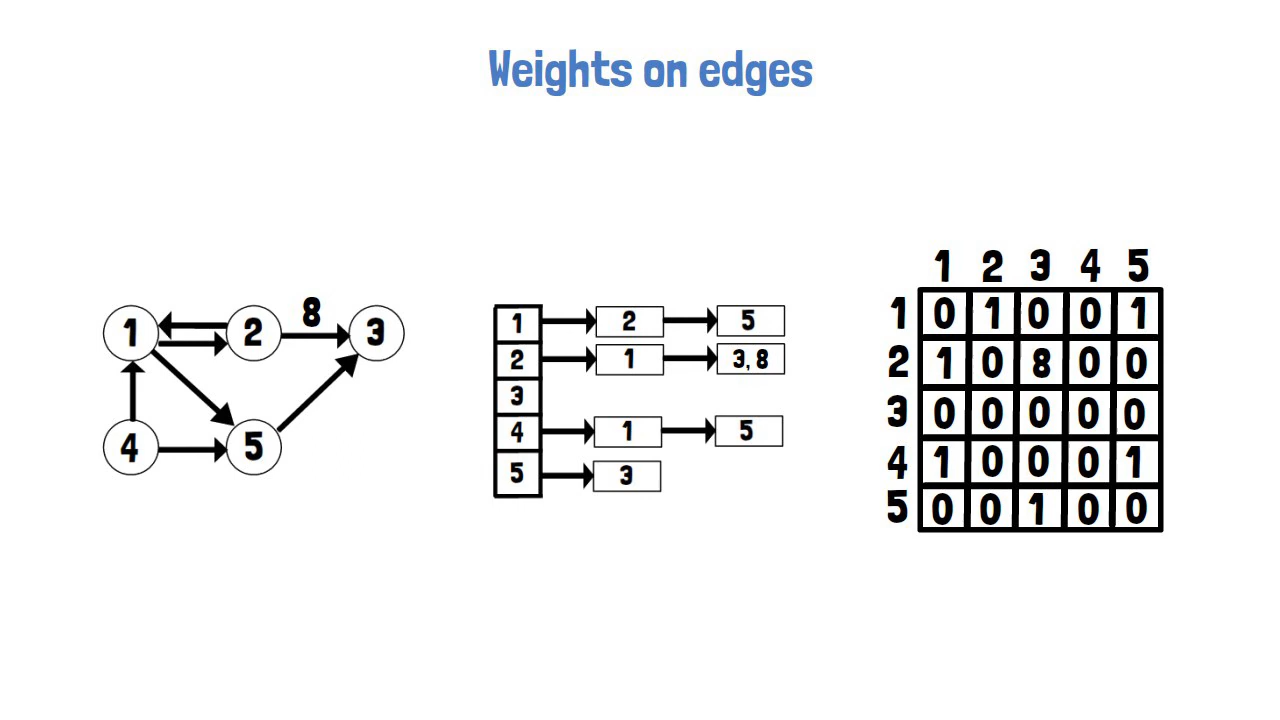 Weights on edges
8
1 2 3
4 5
1 2 5
2 1 3, 8
3
4 1 5
5 3
1 2 3 4 5
1 0 1 0 0 1
2 1 0 8 0 0
3 0 0 0 0 0
4 1 0 0 0 1
5 0 0 1 0 0